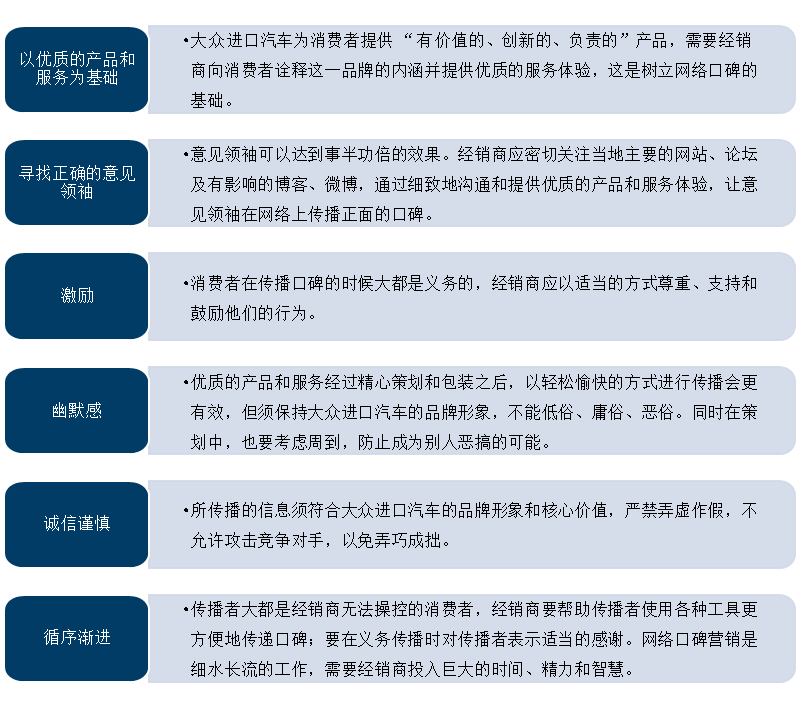 以优质的产品和
服务为基础
•大众进口汽车为消费者提供 “有价值的、创新的、负责的”产品，需要经销
商向消费者诠释这一品牌的内涵并提供优质的服务体验，这是树立网络口碑的
基础。
寻找正确的意见
领袖
•意见领袖可以达到事半功倍的效果。经销商应密切关注当地主要的网站、论坛
及有影响的博客、微博，通过细致地沟通和提供优质的产品和服务体验，让意
见领袖在网络上传播正面的口碑。
激励
•消费者在传播口碑的时候大都是义务的，经销商应以适当的方式尊重、支持和
鼓励他们的行为。
幽默感
•优质的产品和服务经过精心策划和包装之后，以轻松愉快的方式进行传播会更
有效，但须保持大众进口汽车的品牌形象，不能低俗、庸俗、恶俗。同时在策
划中，也要考虑周到，防止成为别人恶搞的可能。
诚信谨慎
•所传播的信息须符合大众进口汽车的品牌形象和核心价值，严禁弄虚作假，不
允许攻击竞争对手，以免弄巧成拙。
循序渐进
•传播者大都是经销商无法操控的消费者，经销商要帮助传播者使用各种工具更
方便地传递口碑；要在义务传播时对传播者表示适当的感谢。网络口碑营销是
细水长流的工作，需要经销商投入巨大的时间、精力和智慧。